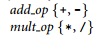 add_op {+, -}
mult_op {*, /}